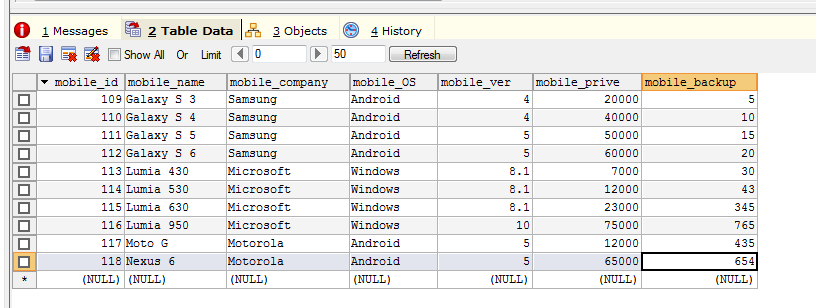 1 Messages 2 Table Data 3 Objects 4 History
Show All Or Limit 0 50 Refresh
mobile_id mobile_name mobile_company mobile_OS mobile_ver mobile_prive mobile_backup
109 Galaxy S 3 Samsung Android 4 20000 5
110 Galaxy S 4 Samsung Android 4 40000 10
111 Galaxy S 5 Samsung Android 5 50000 15
112 Galaxy S 6 Samsung Android 5 60000 20
113 Lumia 430 Microsoft Windows 8.1 7000 30
114 Lumia 530 Microsoft Windows 8.1 12000 43
115 Lumia 630 Microsoft Windows 8.1 23000 345
116 Lumia 950 Microsoft Windows 10 75000 765
117 Moto G Motorola Android 5 12000 435
118 Nexus 6 Motorola Android 5 65000 654
* (NULL) (NULL) (NULL) (NULL) (NULL) (NULL) (NULL)